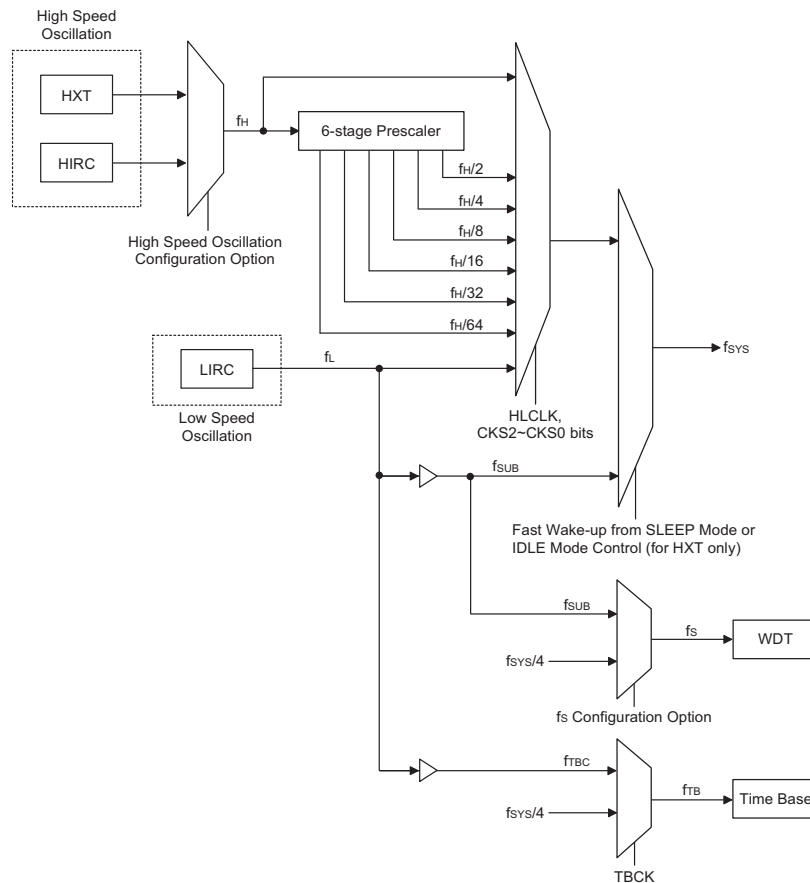 High Speed
Oscillation
HXT
HIRC
fH
6-stage Prescaler
fH/2
fH/4
fH/8
fH/16
fH/32
fH/64
High Speed Oscillation
Configuration Option
LIRC
fL
Low Speed
Oscillation
HLCLK,
CKS2~CKS0 bits
fSYS
fSUB
Fast Wake-up from SLEEP Mode or
IDLE Mode Control (for HXT only)
fSUB
fSYS/4
fS
WDT
fS Configuration Option
fTBC
fSYS/4
fTB
Time Base
TBCK